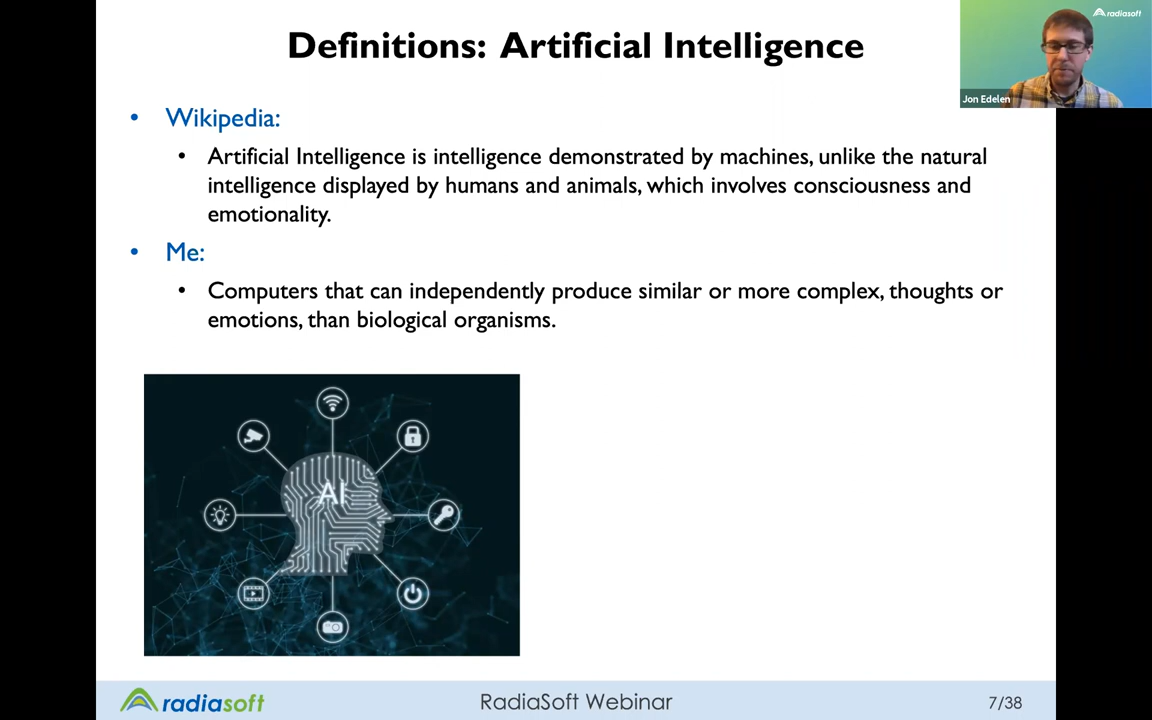 Definitions: Artificial Intelligence
radiasoft
Jon Edelen
• Wikipedia:
• Artificial Intelligence is intelligence demonstrated by machines, unlike the natural
intelligence displayed by humans and animals, which involves consciousness and
emotionality.
• Me:
• Computers that can independently produce similar or more complex, thoughts or
emotions, than biological organisms.
AI
radiasoft
RadiaSoft Webinar
7/38